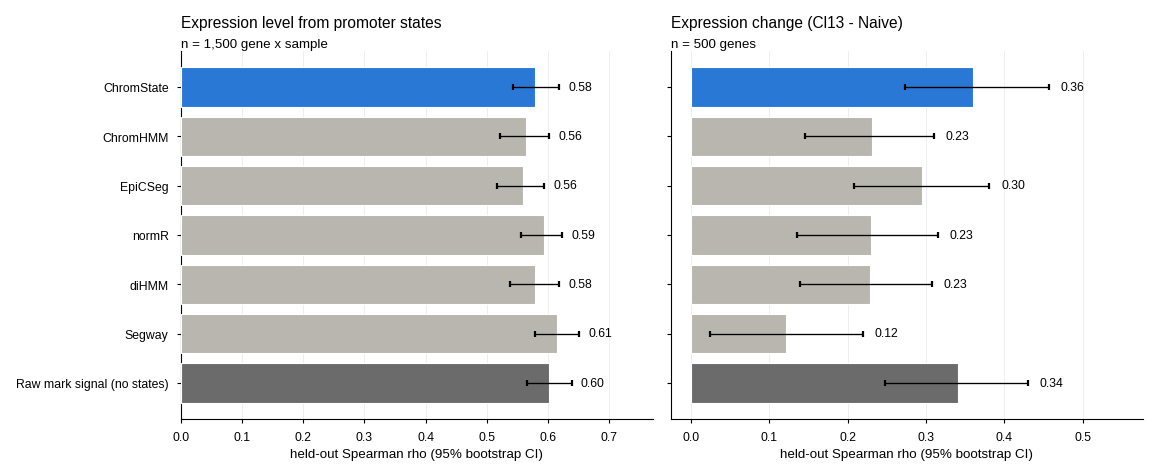 Expression level from promoter states
n = 1,500 gene x sample
ChromState
0.58
ChromHMM
0.56
EpiCSeg
0.56
normR
0.59
diHMM
0.58
Segway
0.61
Raw mark signal (no states)
0.60
0.0 0.1 0.2 0.3 0.4 0.5 0.6 0.7
held-out Spearman rho (95% bootstrap CI)
Expression change (Cl13 - Naive)
n = 500 genes
0.36
0.23
0.30
0.23
0.23
0.12
0.34
0.0 0.1 0.2 0.3 0.4 0.5
held-out Spearman rho (95% bootstrap CI)